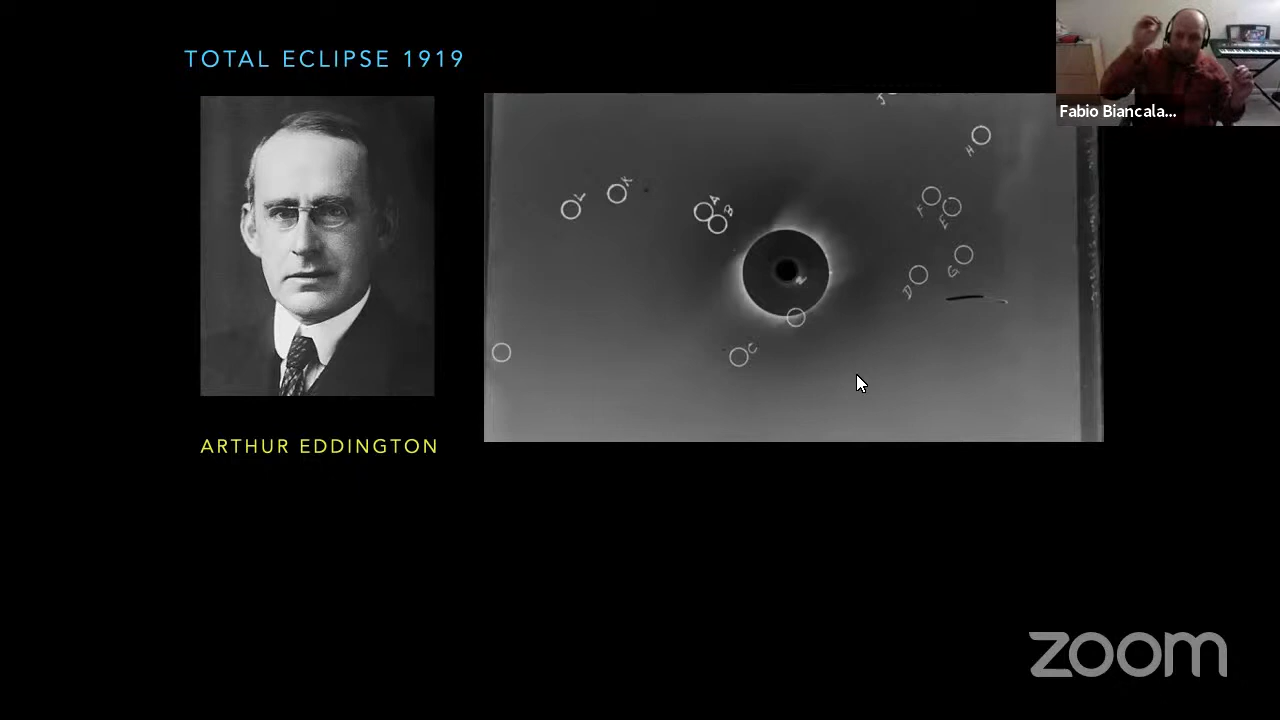 TOTAL ECLIPSE 1919
Fabio Biancala...
J
H
L
K
A
B
F
E
G
D
C
ARTHUR EDDINGTON
zoom